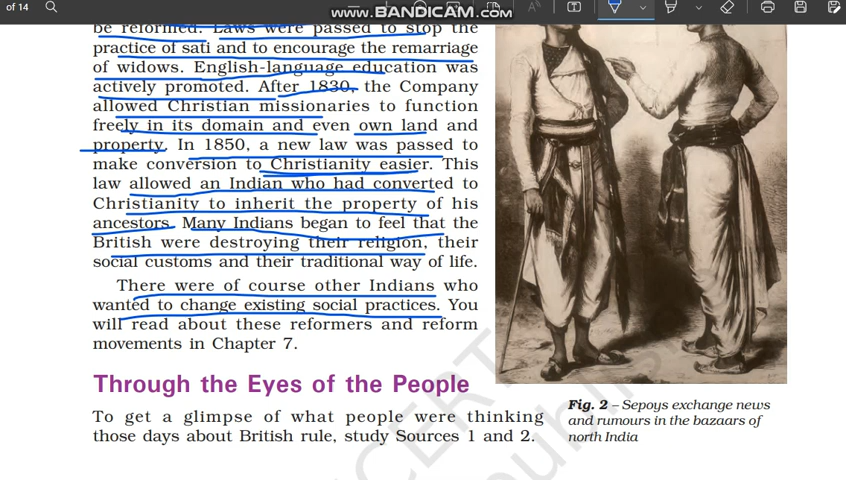 of 14
www.BANDICAM.com
be reformed. Laws were passed to stop the
practice of sati and to encourage the remarriage
of widows. English-language education was
actively promoted. After 1830, the Company
allowed Christian missionaries to function
freely in its domain and even own land and
property. In 1850, a new law was passed to
make conversion to Christianity easier. This
law allowed an Indian who had converted to
Christianity to inherit the property of his
ancestors. Many Indians began to feel that the
British were destroying their religion, their
social customs and their traditional way of life.
There were of course other Indians who
wanted to change existing social practices. You
will read about these reformers and reform
movements in Chapter 7.
Through the Eyes of the People
To get a glimpse of what people were thinking
those days about British rule, study Sources 1 and 2.
Fig. 2 – Sepoys exchange news
and rumours in the bazaars of
north India
NCERT